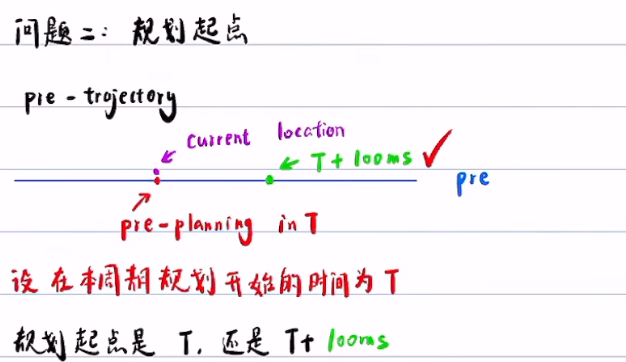 问题二: 规划起点
pre-trajectory
current location
T+100ms
pre
pre-planning in T
设在本周期规划开始的时间为T
规划起点是 T, 还是 T+100ms